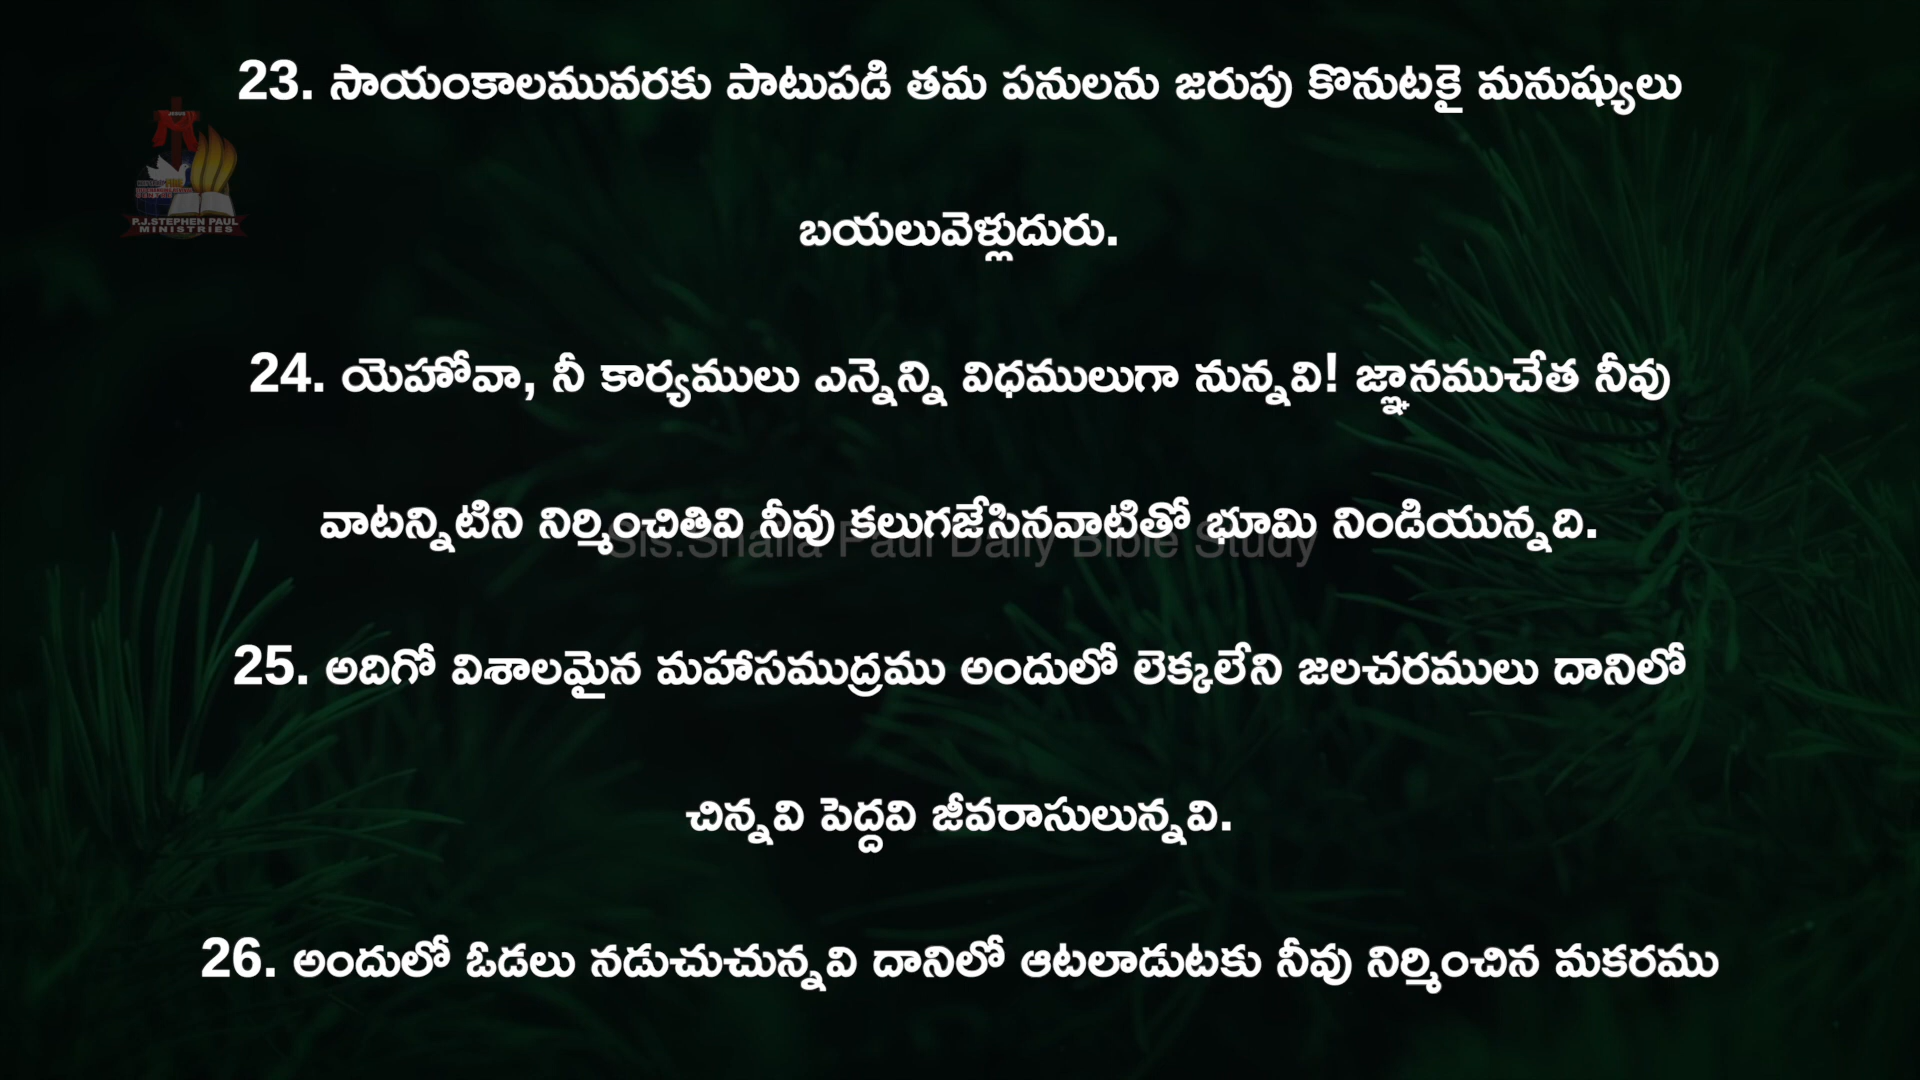 23. సాయంకాలమువరకు పాటుపడి తమ పనులను జరుపు కొనుటకై మనుష్యులు
బయలువెళ్లుదురు.
24. యెహోవా, నీ కార్యములు ఎన్నెన్ని విధములుగా నున్నవి! జ్ఞానముచేత నీవు
వాటన్నిటిని నిర్మించితివి నీవు కలుగజేసినవాటితో భూమి నిండియున్నది.
25. అదిగో విశాలమైన మహాసముద్రము అందులో లెక్కలేని జలచరములు దానిలో
చిన్నవి పెద్దవి జీవరాసులున్నవి.
26. అందులో ఓడలు నడుచుచున్నవి దానిలో ఆటలాడుటకు నీవు నిర్మించిన మకరము
JESUS
P.J.STEPHEN PAUL
MINISTRIES
Sis.Shaila Paul Daily Bible Study